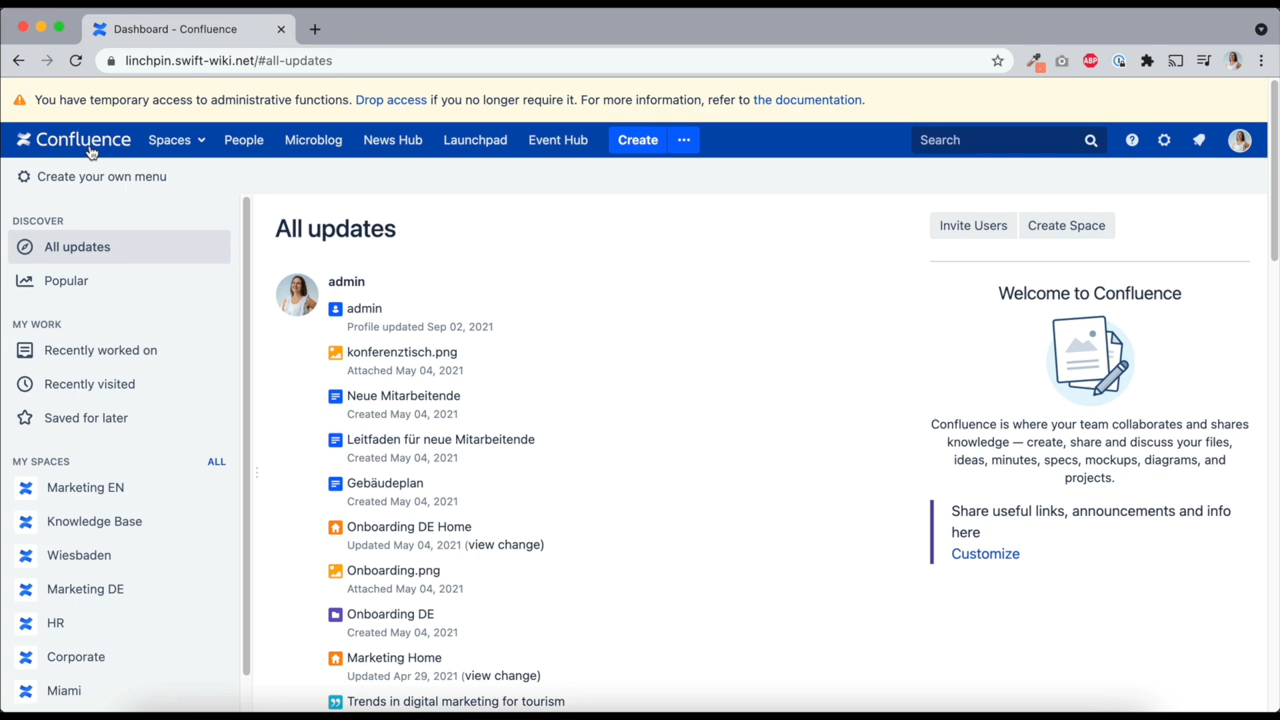 Dashboard - Confluence
linchpin.swift-wiki.net/#all-updates
ABP
You have temporary access to administrative functions. Drop access if you no longer require it. For more information, refer to the documentation.
Confluence Spaces People Microblog News Hub Launchpad Event Hub Create ··· Search
Create your own menu
DISCOVER
All updates
Popular
MY WORK
Recently worked on
Recently visited
Saved for later
MY SPACES ALL
Marketing EN
Knowledge Base
Wiesbaden
Marketing DE
HR
Corporate
Miami
All updates
admin
admin
Profile updated Sep 02, 2021
konferenztisch.png
Attached May 04, 2021
Neue Mitarbeitende
Created May 04, 2021
Leitfaden für neue Mitarbeitende
Created May 04, 2021
Gebäudeplan
Created May 04, 2021
Onboarding DE Home
Updated May 04, 2021 (view change)
Onboarding.png
Attached May 04, 2021
Onboarding DE
Created May 04, 2021
Marketing Home
Updated Apr 29, 2021 (view change)
Trends in digital marketing for tourism
Invite Users Create Space
Welcome to Confluence
Confluence is where your team collaborates and shares
knowledge — create, share and discuss your files,
ideas, minutes, specs, mockups, diagrams, and
projects.
Share useful links, announcements and info
here
Customize